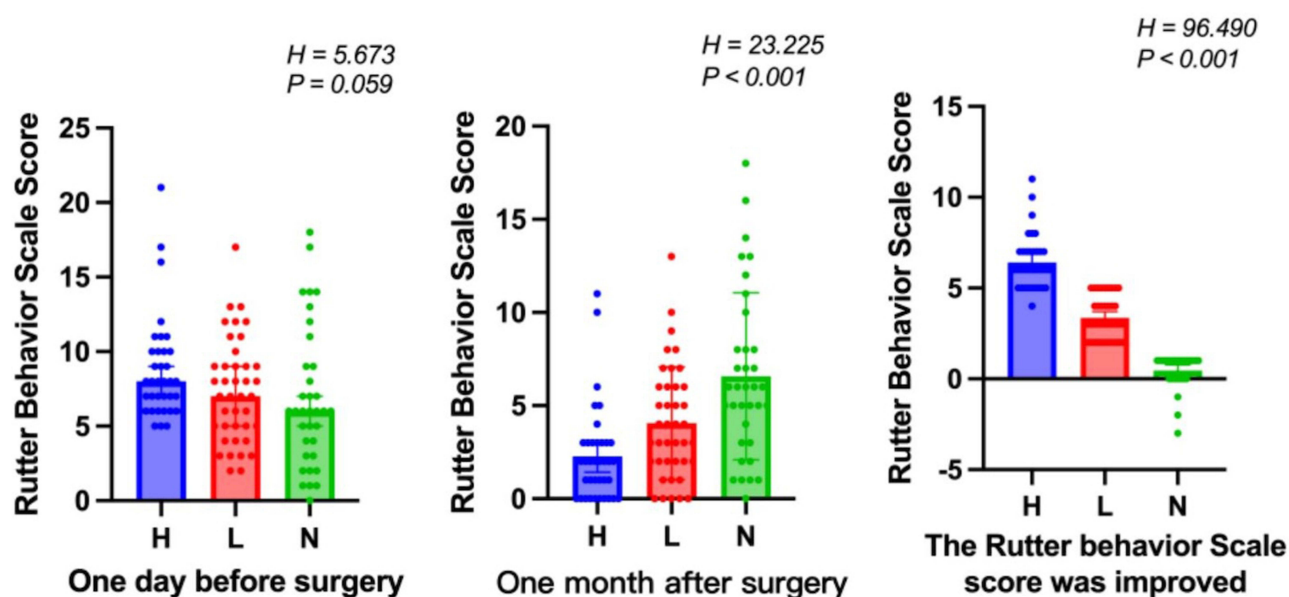 H = 5.673
P = 0.059
Rutter Behavior Scale Score
25
20
15
10
5
0
H L N
One day before surgery
H = 23.225
P < 0.001
Rutter Behavior Scale Score
20
15
10
5
0
H L N
One month after surgery
H = 96.490
P < 0.001
Rutter Behavior Scale Score
15
10
5
0
-5
H L N
The Rutter behavior Scale
score was improved